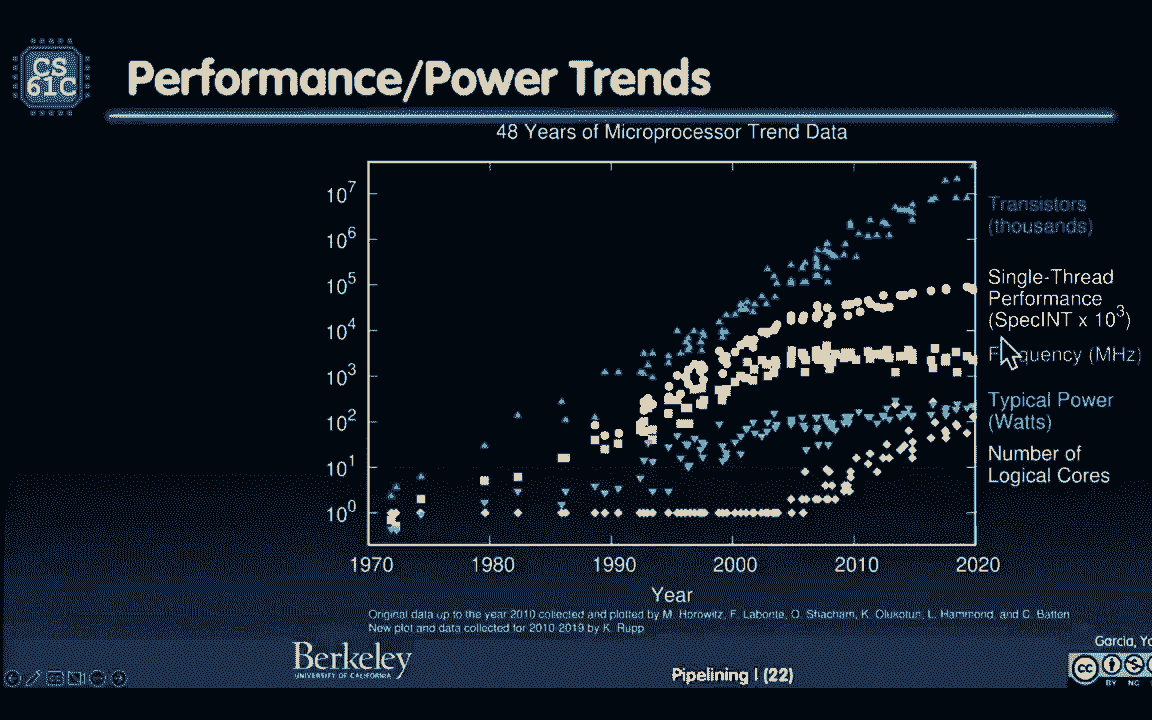 CS
61C
Performance/Power Trends
48 Years of Microprocessor Trend Data
10^7
10^6
10^5
10^4
10^3
10^2
10^1
10^0
Transistors
(thousands)
Single-Thread
Performance
(SpecINT x 10^3)
(MHz)
Typical Power
(Watts)
Number of
Logical Cores
1970 1980 1990 2000 2010 2020
Year
Original data up to the year 2010 collected and plotted by M. Horowitz, F. Labonte, O. Shacham, K. Olukotun, L. Hammond, and C. Batten
New plot and data collected for 2010-2019 by K. Rupp
Berkeley
UNIVERSITY OF CALIFORNIA
Pipelining I (22)
Garcia,
cc
BY NC